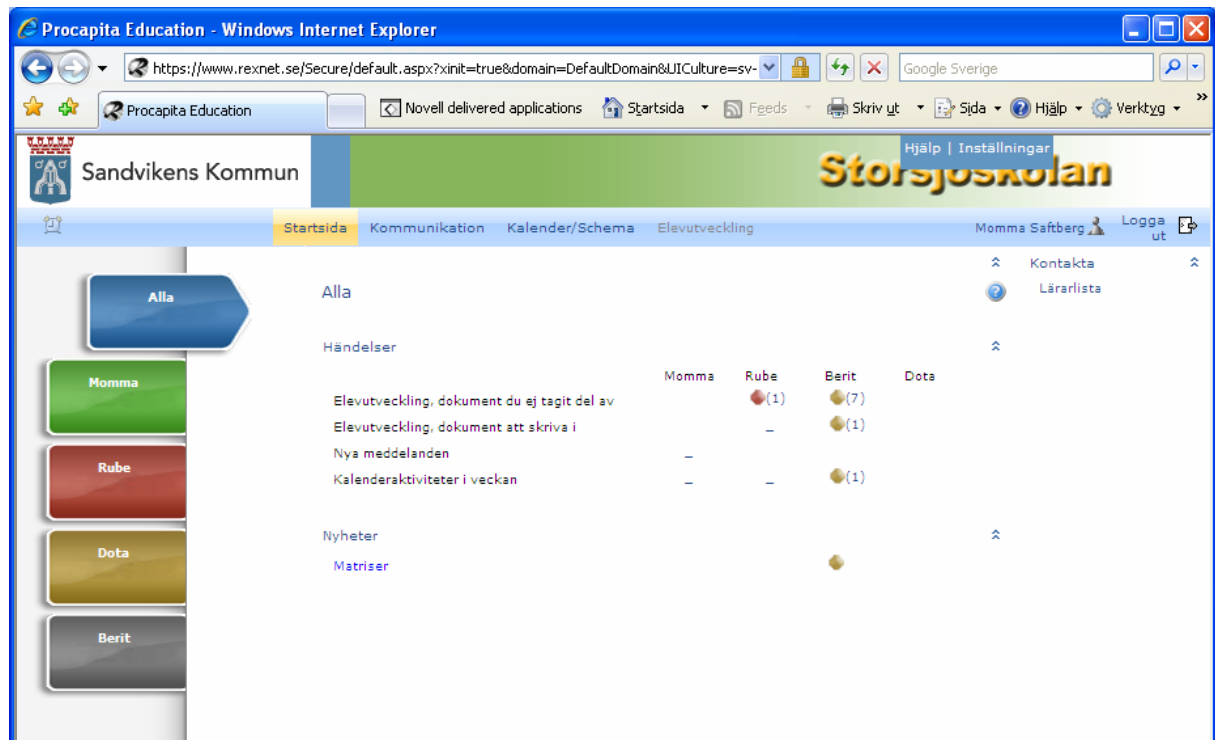 Procapita Education - Windows Internet Explorer
https://www.rexnet.se/Secure/default.aspx?xinit=true&domain=DefaultDomain&UICulture=sv-
Google Sverige
Procapita Education
Novell delivered applications Startsida Feeds Skriv ut Sida Hjälp Verktyg »
Sandvikens Kommun
Storsjöskolan
Hjälp | Inställningar
Startsida Kommunikation Kalender/Schema Elevutveckling Momma Saftberg Logga ut
Kontakta
Lärarlista
Alla
Momma
Rube
Dota
Berit
Alla
Händelser
Momma Rube Berit Dota
Elevutveckling, dokument du ej tagit del av (1) (7)
Elevutveckling, dokument att skriva i _ (1)
Nya meddelanden _
Kalenderaktiviteter i veckan _ _ (1)
Nyheter
Matriser